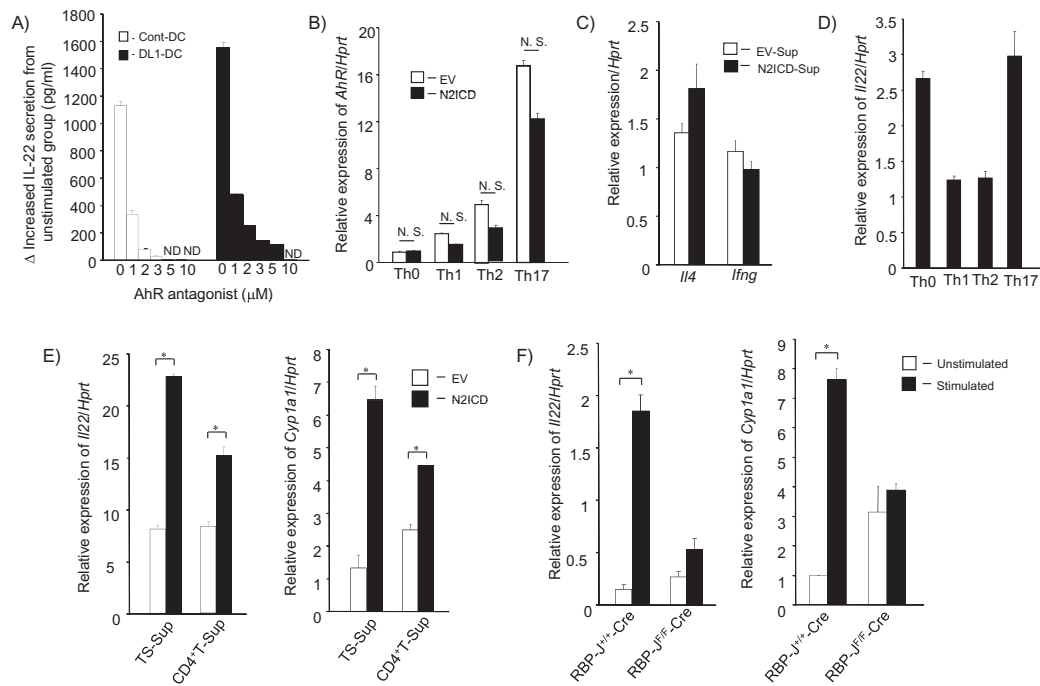 A)
Δ Increased IL-22 secretion from
unstimulated group (pg/ml)
1600
1400
1200
1000
800
600
400
200
0
- Cont-DC
- DL1-DC
ND ND
ND
0 1 2 3 5 10 0 1 2 3 5 10
AhR antagonist (μM)
B)
Relative expression of AhR/Hprt
20
16
12
8
4
0
EV
N2ICD
N. S.
N. S.
N. S.
N. S.
Th0 Th1 Th2 Th17
C)
Relative expression/Hprt
2.5
2
1.5
1
0.5
0
EV-Sup
N2ICD-Sup
Il4 Ifng
D)
Relative expression of Il22/Hprt
3.5
3
2.5
2
1.5
1
0.5
0
Th0 Th1 Th2 Th17
E)
Relative expression of Il22/Hprt
25
20
15
10
5
0
*
*
TS-Sup
CD4+T-Sup
Relative expression of Cyp1a1/Hprt
8
7
6
5
4
3
2
1
0
*
*
EV
N2ICD
TS-Sup
CD4+T-Sup
F)
Relative expression of Il22/Hprt
2.5
2
1.5
1
0.5
0
*
RBP-J+/+-Cre
RBP-JF/F-Cre
Relative expression of Cyp1a1/Hprt
9
8
7
6
5
4
3
2
1
0
*
Unstimulated
Stimulated
RBP-J+/+-Cre
RBP-JF/F-Cre